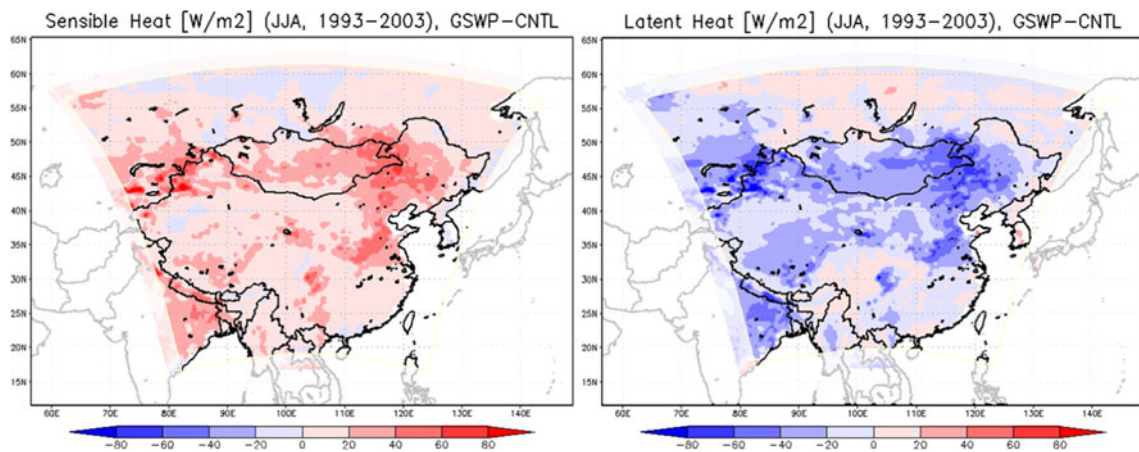 Sensible Heat [W/m2] (JJA, 1993-2003), GSWP-CNTL
65N
60N
55N
50N
45N
40N
35N
30N
25N
20N
15N
60E 70E 80E 90E 100E 110E 120E 130E 140E
-80 -60 -40 -20 0 20 40 60 80
Latent Heat [W/m2] (JJA, 1993-2003), GSWP-CNTL
65N
60N
55N
50N
45N
40N
35N
30N
25N
20N
15N
60E 70E 80E 90E 100E 110E 120E 130E 140E
-80 -60 -40 -20 0 20 40 60 80